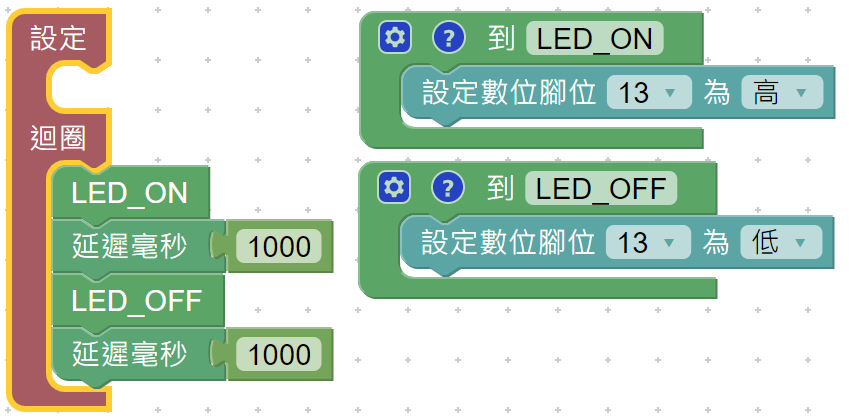 設定
迴圈
LED_ON
延遲毫秒 1000
LED_OFF
延遲毫秒 1000
? 到 LED_ON
設定數位腳位 13 為 高
? 到 LED_OFF
設定數位腳位 13 為 低